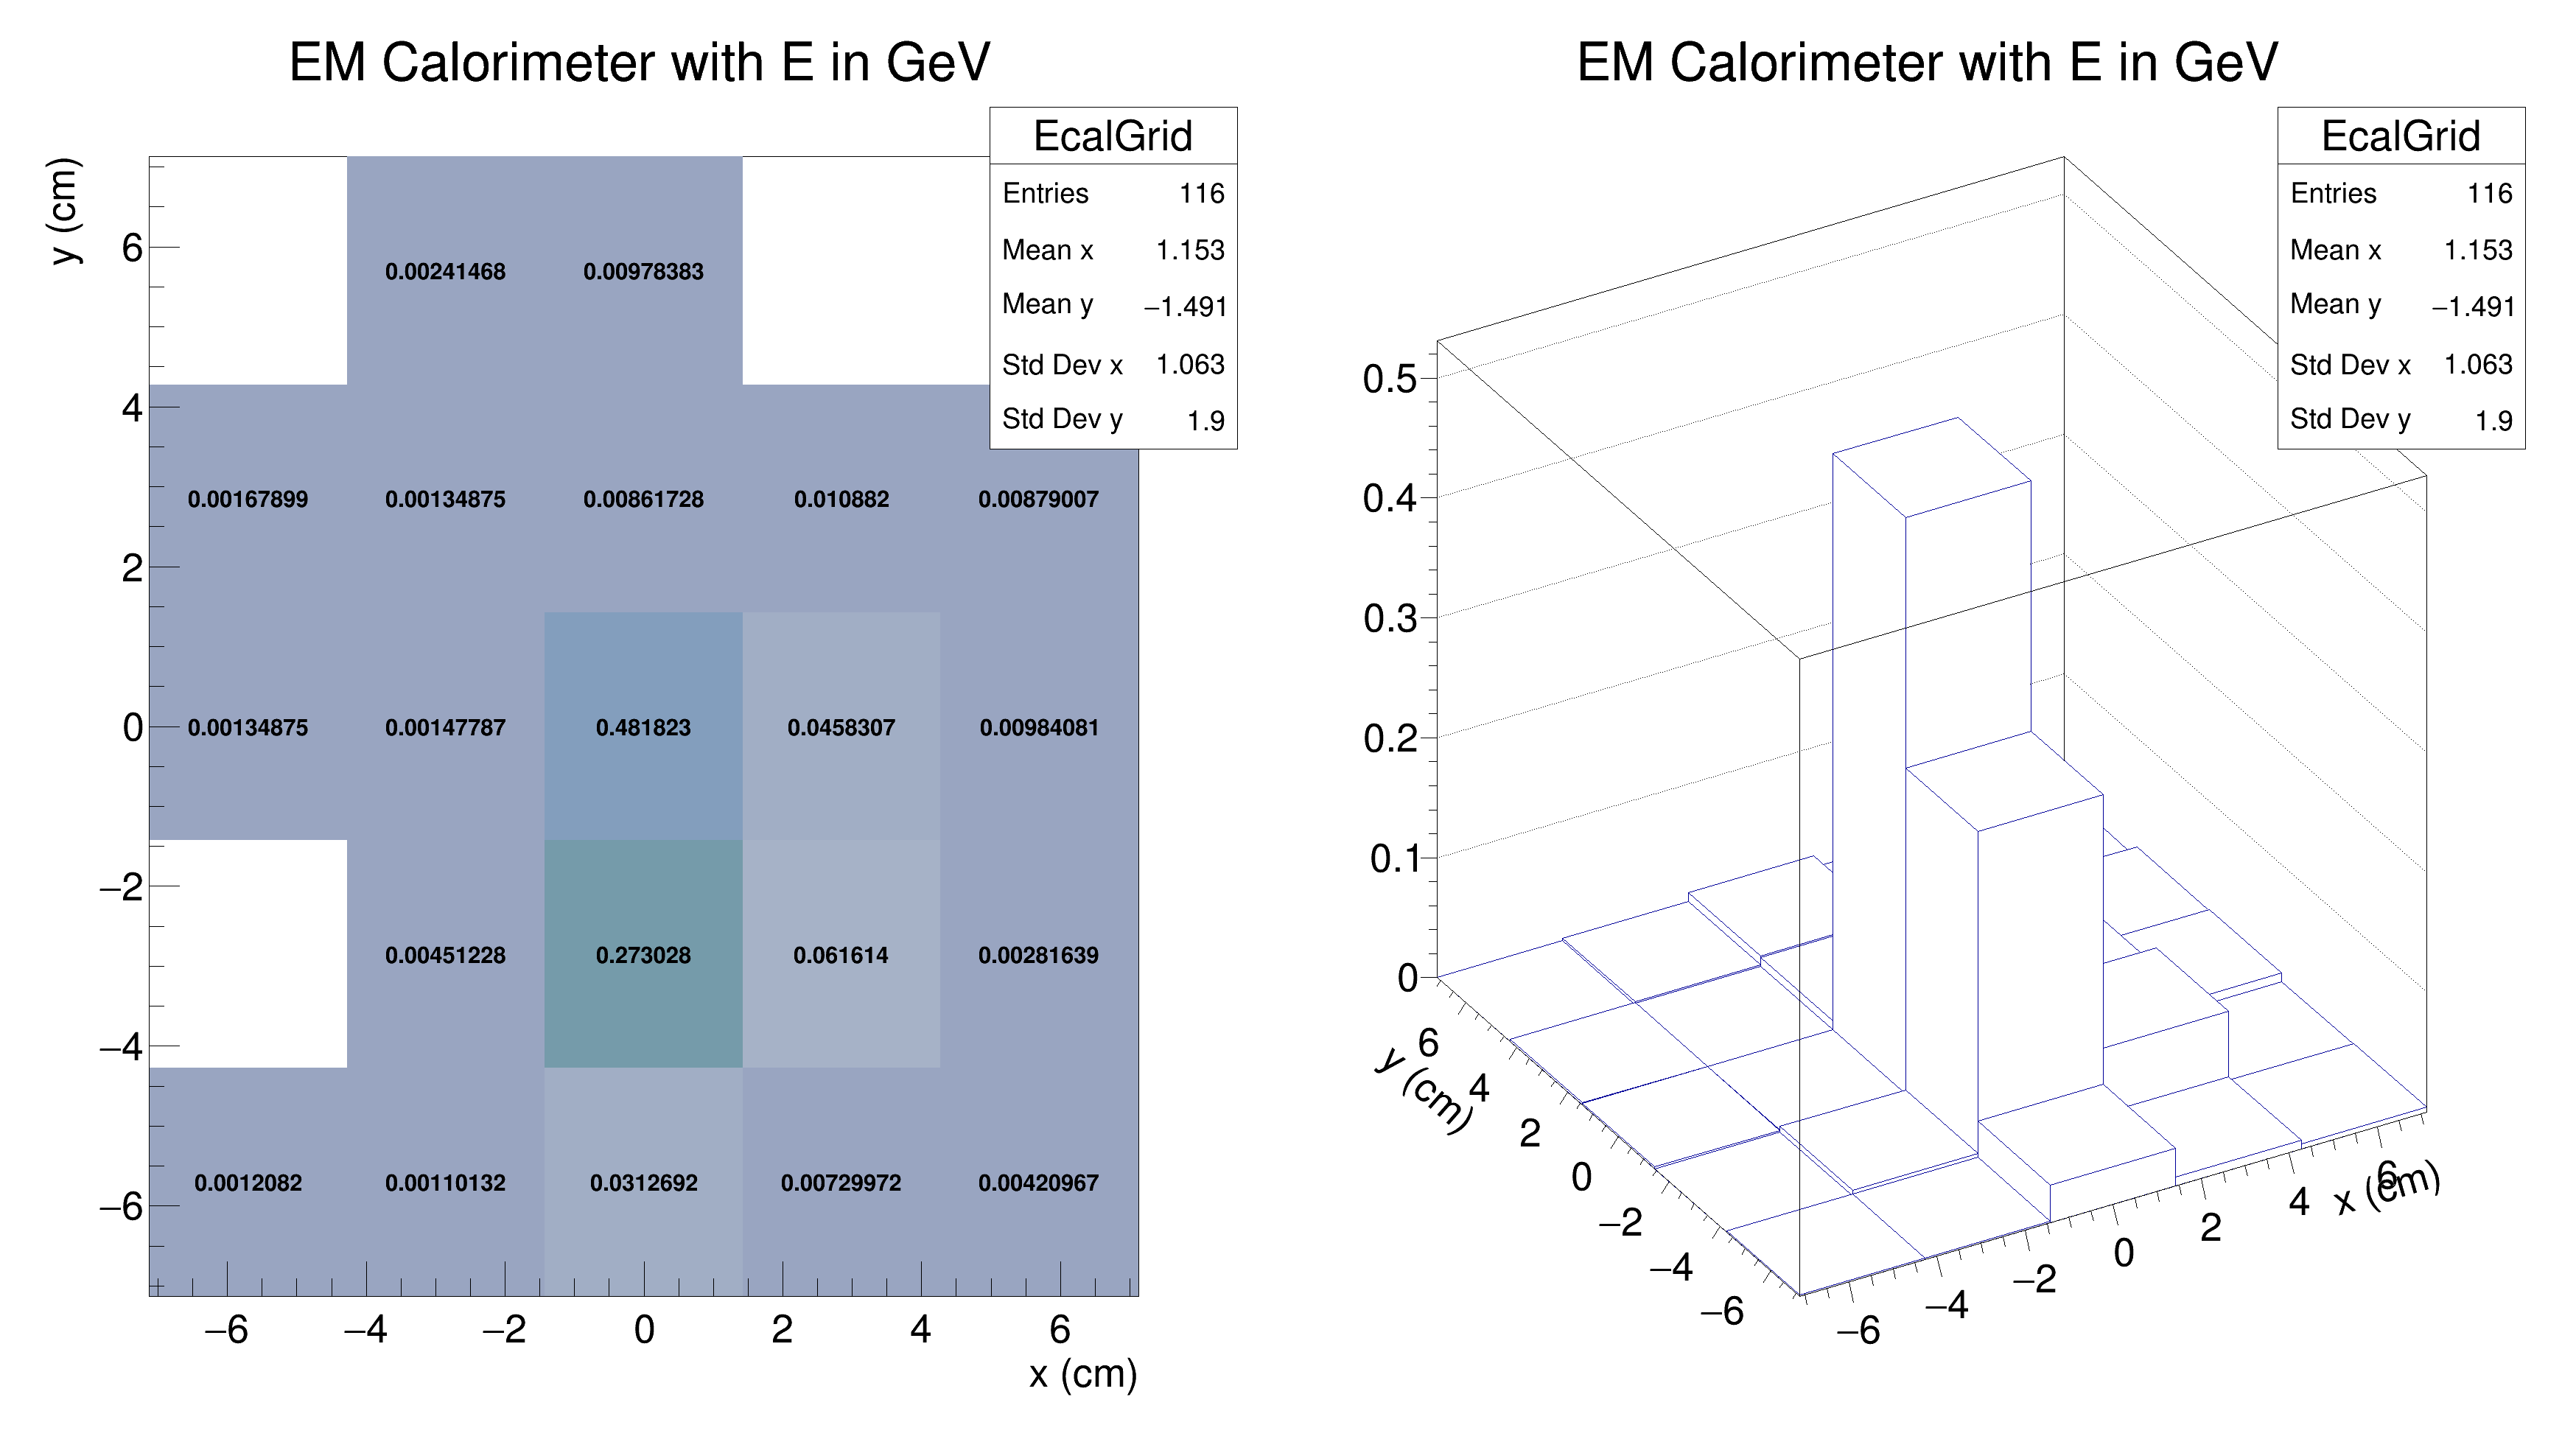 EM Calorimeter with E in GeV
EcalGrid
Entries 116
Mean x 1.153
Mean y −1.491
Std Dev x 1.063
Std Dev y 1.9
y (cm)
6
4
2
0
−2
−4
−6
0.00241468 0.00978383
0.00167899 0.00134875 0.00861728 0.010882 0.00879007
0.00134875 0.00147787 0.481823 0.0458307 0.00984081
0.00451228 0.273028 0.061614 0.00281639
0.0012082 0.00110132 0.0312692 0.00729972 0.00420967
−6 −4 −2 0 2 4 6
x (cm)
EM Calorimeter with E in GeV
EcalGrid
Entries 116
Mean x 1.153
Mean y −1.491
Std Dev x 1.063
Std Dev y 1.9
0.5
0.4
0.3
0.2
0.1
0
6
4
2
0
−2
−4
−6
y (cm)
−6 −4 −2 0 2 4 6
x (cm)